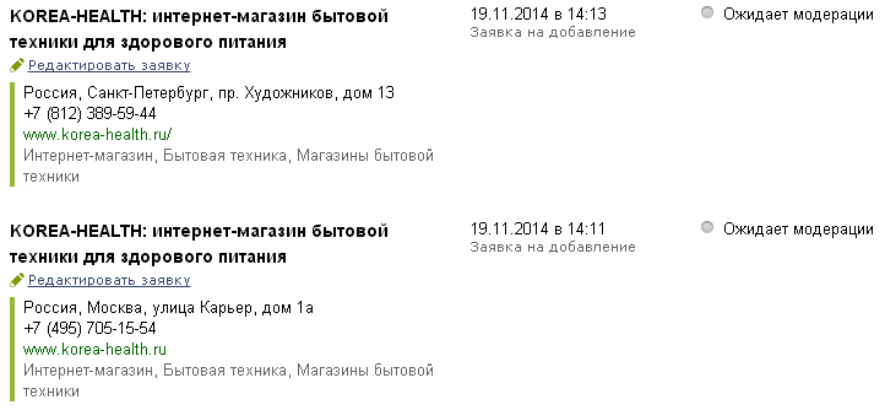 KOREA-HEALTH: интернет-магазин бытовой
техники для здорового питания
Редактировать заявку
Россия, Санкт-Петербург, пр. Художников, дом 13
+7 (812) 389-59-44
www.korea-health.ru/
Интернет-магазин, Бытовая техника, Магазины бытовой
техники
19.11.2014 в 14:13
Заявка на добавление
Ожидает модерации
KOREA-HEALTH: интернет-магазин бытовой
техники для здорового питания
Редактировать заявку
Россия, Москва, улица Карьер, дом 1а
+7 (495) 705-15-54
www.korea-health.ru
Интернет-магазин, Бытовая техника, Магазины бытовой
техники
19.11.2014 в 14:11
Заявка на добавление
Ожидает модерации